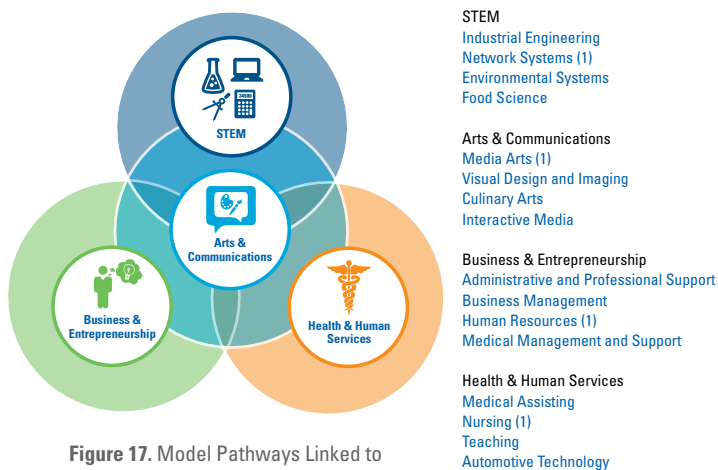 34580
STEM
Arts &
Communications
Business &
Entrepreneurship
Health & Human
Services
Figure 17. Model Pathways Linked to
STEM
Industrial Engineering
Network Systems (1)
Environmental Systems
Food Science
Arts & Communications
Media Arts (1)
Visual Design and Imaging
Culinary Arts
Interactive Media
Business & Entrepreneurship
Administrative and Professional Support
Business Management
Human Resources (1)
Medical Management and Support
Health & Human Services
Medical Assisting
Nursing (1)
Teaching
Automotive Technology